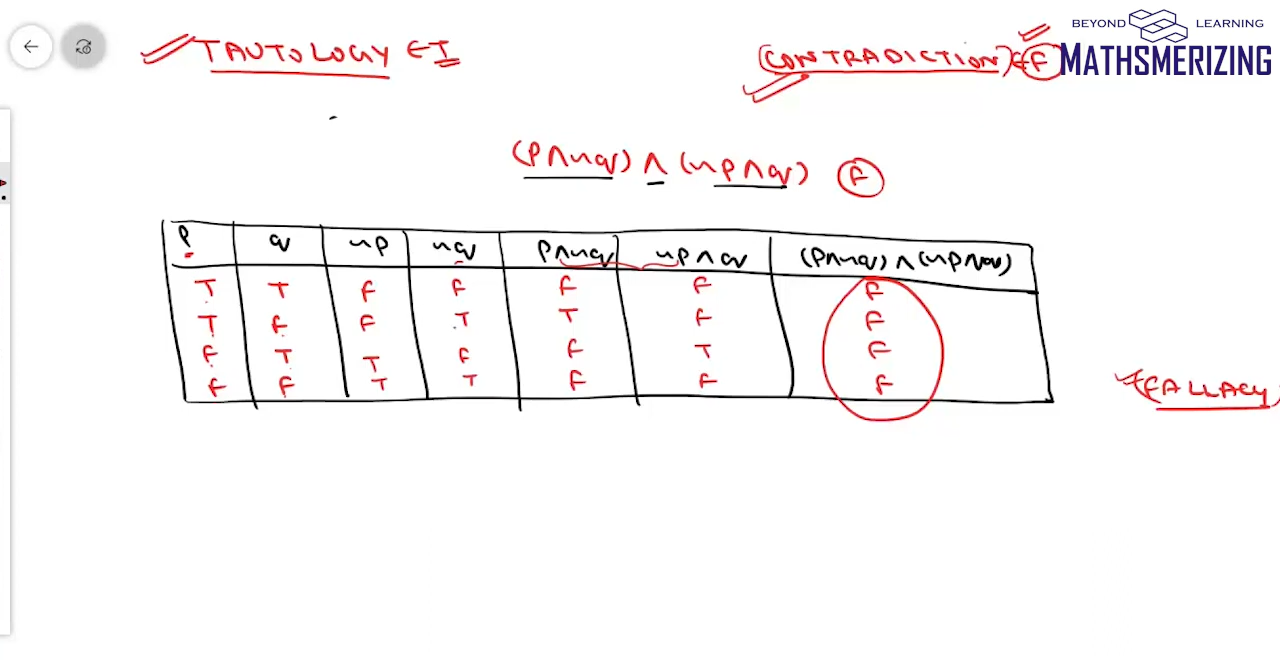 BEYOND LEARNING
MATHSMERIZING
TAUTOLOGY ← T
(CONTRADICTION) ← F
(p ∧ ~q) ∧ (~p ∧ q) F
p q ~p ~q p∧~q ~p∧q (p∧~q) ∧ (~p∧q)
T T F F F F F
T F F T T F F
F T T F F T F
F F T T F F F
(FALLACY)